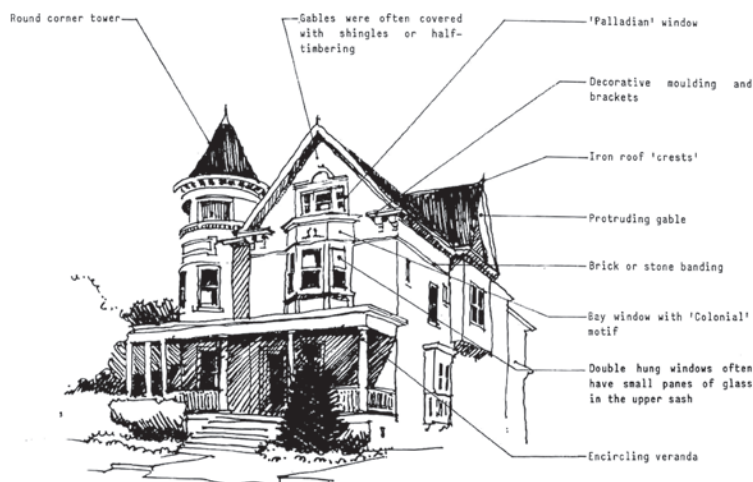 Round corner tower
Gables were often covered
with shingles or half-
timbering
'Palladian' window
Decorative moulding and
brackets
Iron roof 'crests'
Protruding gable
Brick or stone banding
Bay window with 'Colonial'
motif
Double hung windows often
have small panes of glass
in the upper sash
Encircling veranda